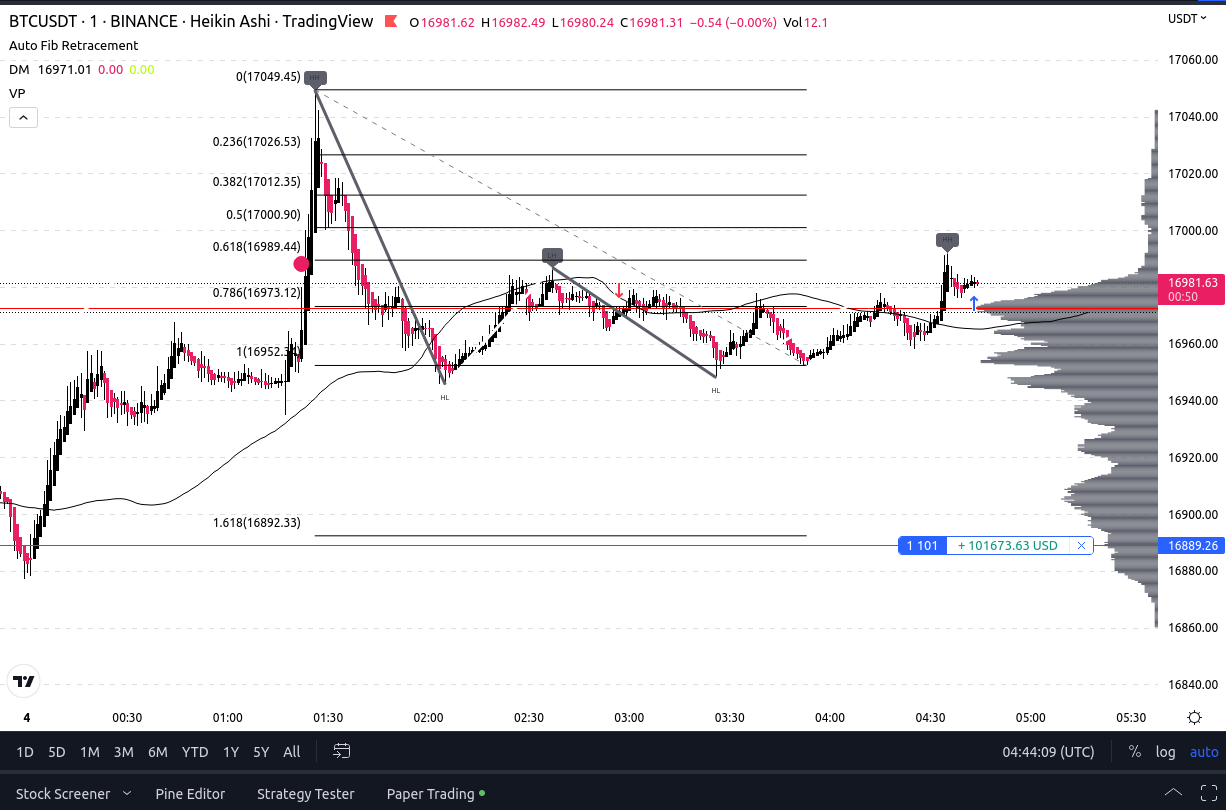 BTCUSDT · 1 · BINANCE · Heikin Ashi · TradingView O16981.62 H16982.49 L16980.24 C16981.31 −0.54 (−0.00%) Vol12.1
USDT
Auto Fib Retracement
DM 16971.01 0.00 0.00
VP
17060.00
0(17049.45)
HH
17040.00
0.236(17026.53)
17020.00
0.382(17012.35)
0.5(17000.90)
17000.00
0.618(16989.44)
LH
HH
16981.63
00:50
0.786(16973.12)
1(16952.3
16960.00
HL
HL
16940.00
16920.00
1.618(16892.33)
16900.00
1 101 + 101673.63 USD
16889.26
16880.00
16860.00
16840.00
4 00:30 01:00 01:30 02:00 02:30 03:00 03:30 04:00 04:30 05:00 05:30
1D 5D 1M 3M 6M YTD 1Y 5Y All 04:44:09 (UTC) % log auto
Stock Screener Pine Editor Strategy Tester Paper Trading